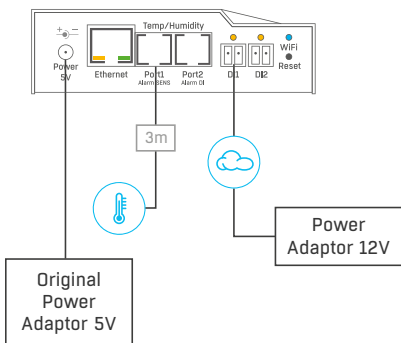 Temp/Humidity
Power
5V
Ethernet
Port1
Alarm SENS
Port2
Alarm DI
DI1
DI2
WiFi
Reset
3m
Power
Adaptor 12V
Original
Power
Adaptor 5V